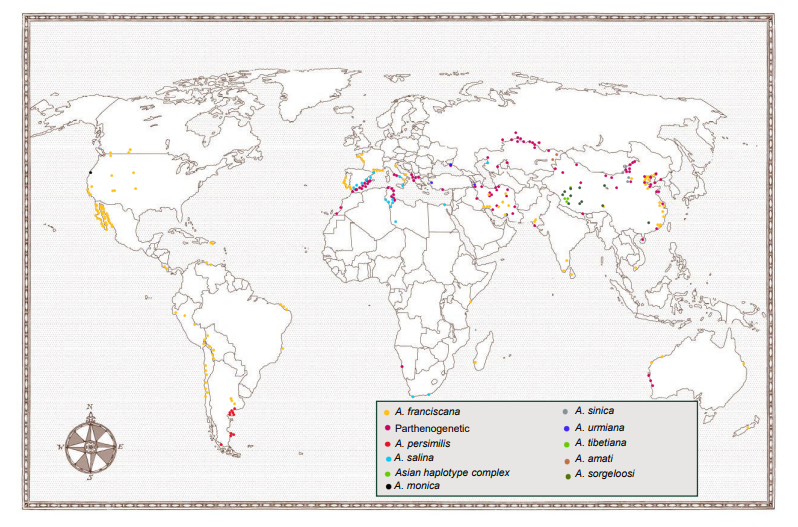 N
W
E
S
A. franciscana
Parthenogenetic
A. persimilis
A. salina
Asian haplotype complex
A. monica
A. sinica
A. urmiana
A. tibetiana
A. amati
A. sorgeloosi